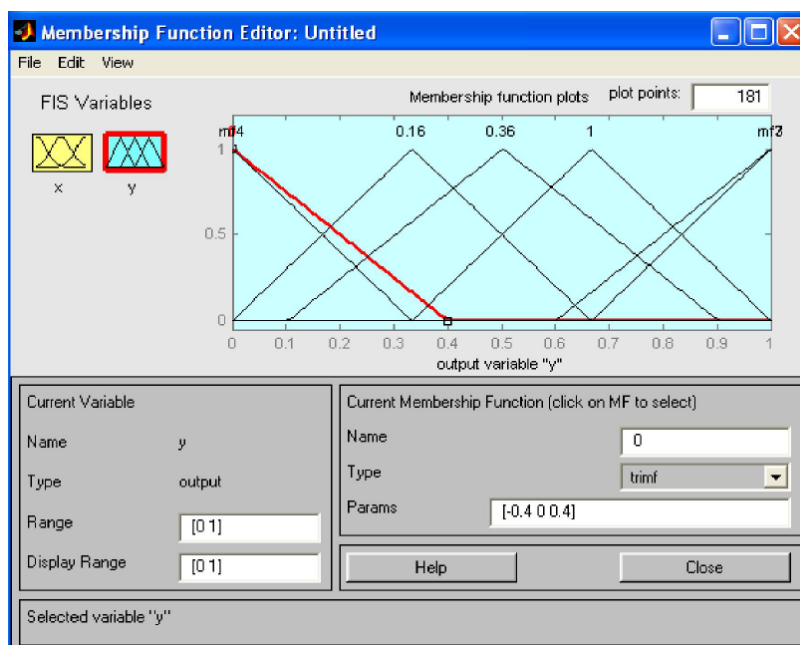 Membership Function Editor: Untitled
File Edit View
FIS Variables
Membership function plots plot points: 181
0.16 0.36 1
1
0.5
0
x y
0 0.1 0.2 0.3 0.4 0.5 0.6 0.7 0.8 0.9 1
output variable "y"
Current Variable
Name y
Type output
Range [0 1]
Display Range [0 1]
Current Membership Function (click on MF to select)
Name 0
Type trimf
Params [-0.4 0 0.4]
Help Close
Selected variable "y"